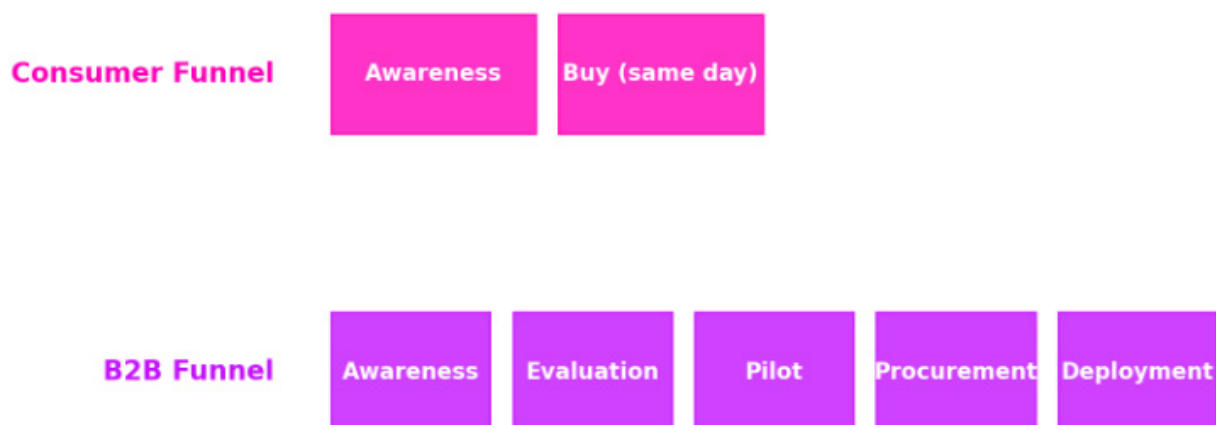 Consumer Funnel
Awareness
Buy (same day)
B2B Funnel
Awareness
Evaluation
Pilot
Procurement
Deployment